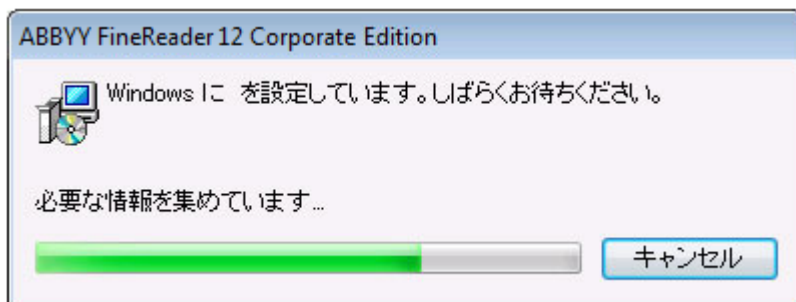 ABBYY FineReader 12 Corporate Edition
Windows に を設定しています。しばらくお待ちください。
必要な情報を集めています...
キャンセル